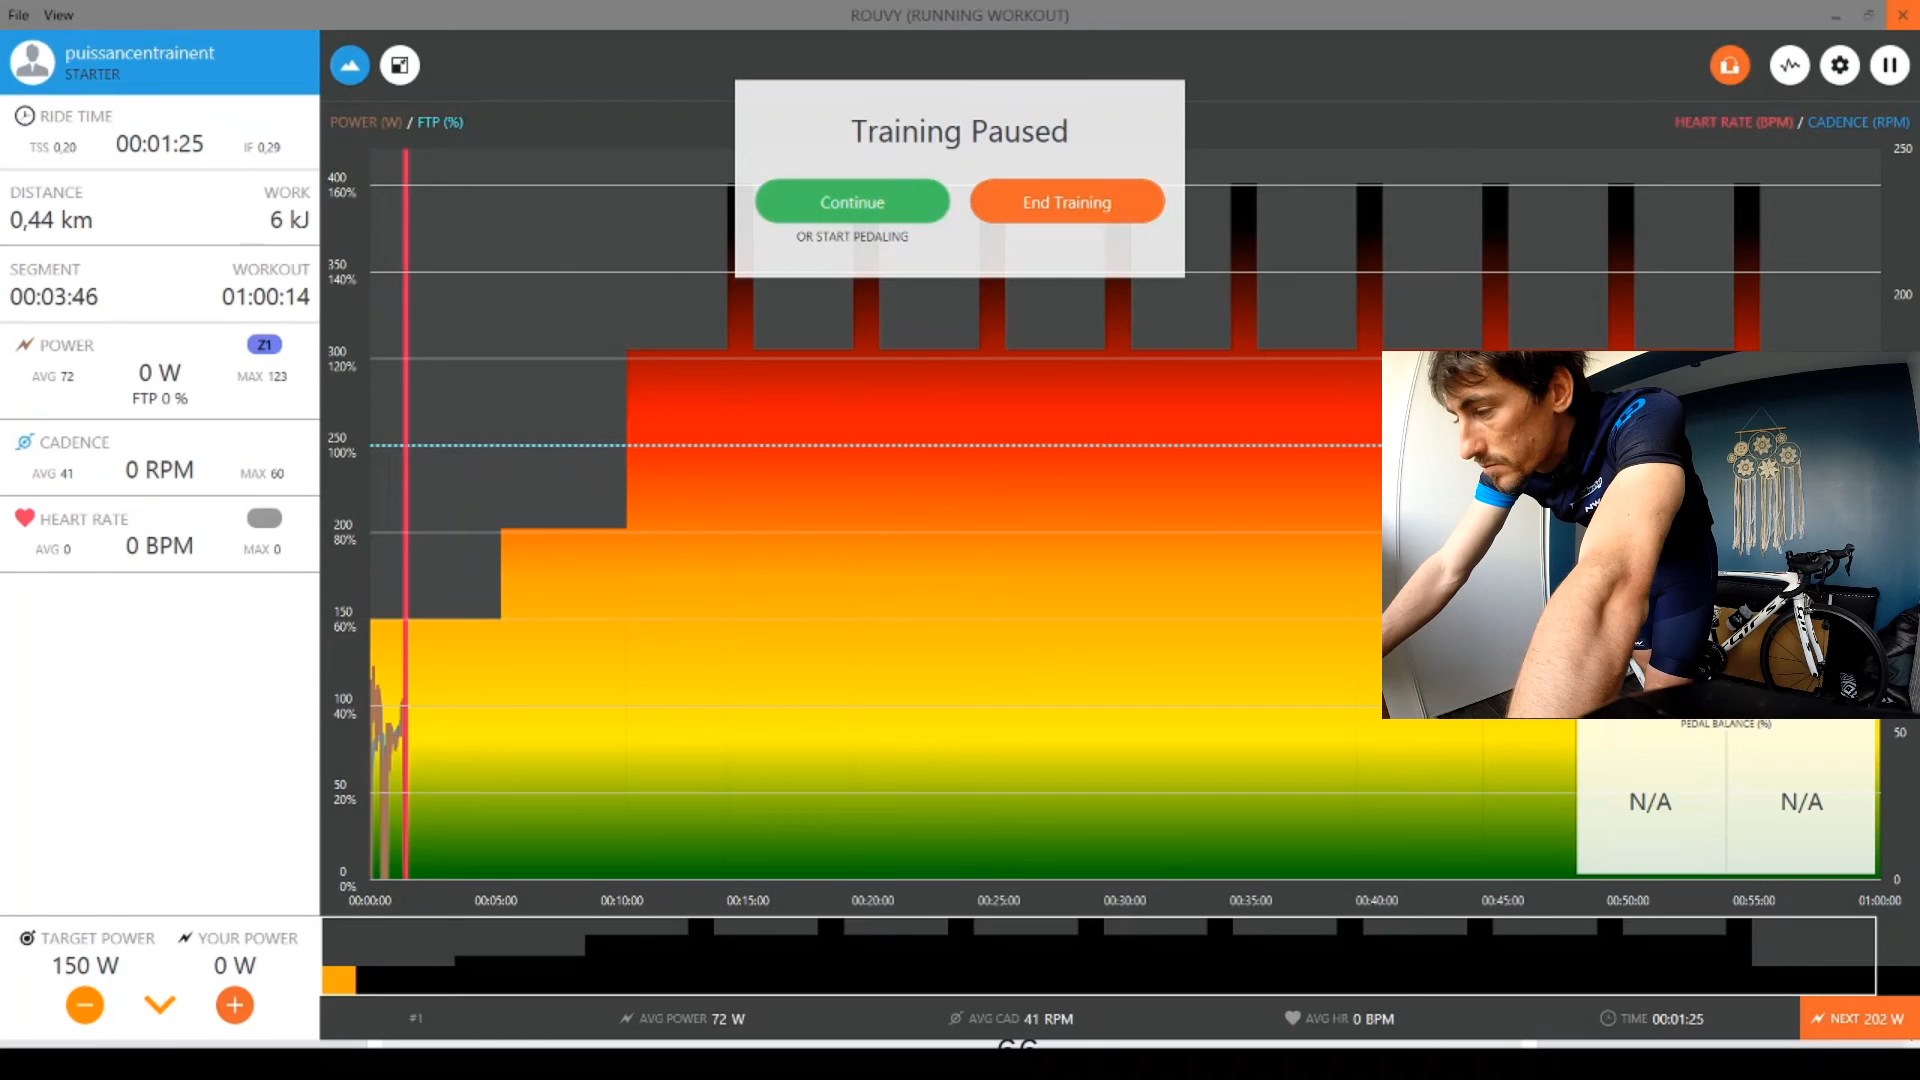 File View
ROUVY (RUNNING WORKOUT)
puissancentrainent
STARTER
RIDE TIME
TSS 0,20 00:01:25 IF 0,29
DISTANCE WORK
0,44 km 6 kJ
SEGMENT WORKOUT
00:03:46 01:00:14
POWER Z1
AVG 72 0 W MAX 123
FTP 0 %
CADENCE
AVG 41 0 RPM MAX 60
HEART RATE
AVG 0 0 BPM MAX 0
TARGET POWER YOUR POWER
150 W 0 W
POWER (W) / FTP (%)
HEART RATE (BPM) / CADENCE (RPM)
Training Paused
Continue End Training
OR START PEDALING
400
160%
350
140%
300
120%
250
100%
200
80%
150
60%
100
40%
50
20%
0
0%
250
200
50
0
PEDAL BALANCE (%)
N/A N/A
00:00:00 00:05:00 00:10:00 00:15:00 00:20:00 00:25:00 00:30:00 00:35:00 00:40:00 00:45:00 00:50:00 00:55:00 01:00:00
#1 AVG POWER 72 W AVG CAD 41 RPM AVG HR 0 BPM TIME 00:01:25 NEXT 202 W